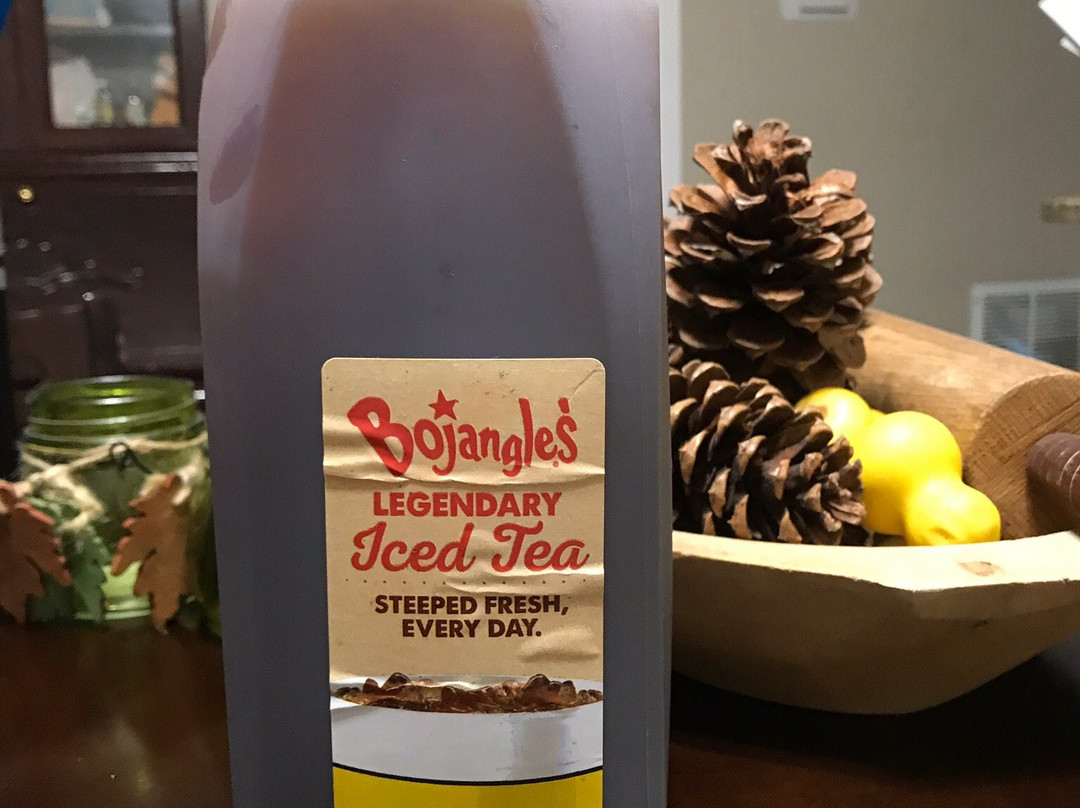 Bojangles'
LEGENDARY
Iced Tea
STEEPED FRESH,
EVERY DAY.